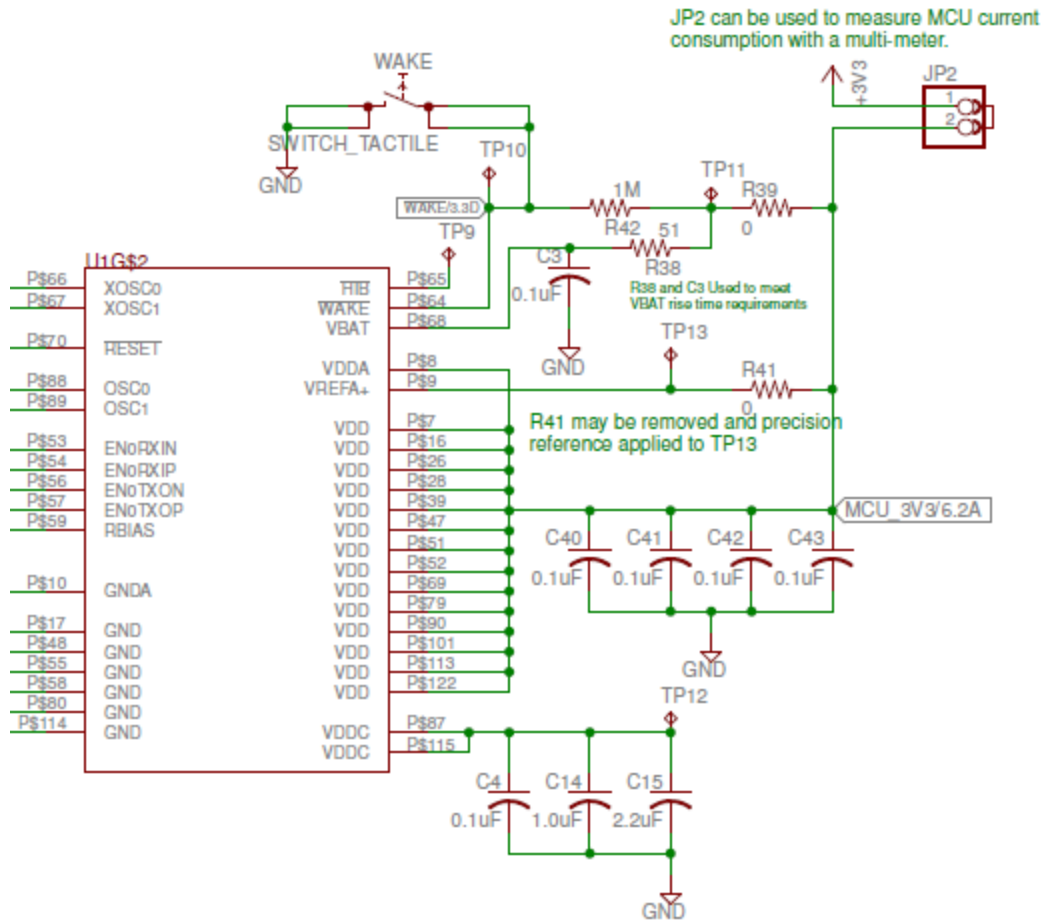 JP2 can be used to measure MCU current
consumption with a multi-meter.
WAKE
+3V3
JP2
1
2
SWITCH_TACTILE
GND
TP10
TP11
1M
R39
WAKE/3.3D
R42
0
TP9
51
R38
C3
0.1uF
R38 and C3 Used to meet
VBAT rise time requirements
GND
TP13
R41
0
R41 may be removed and precision
reference applied to TP13
U1G$2
P$66 XOSC0 HIB P$65
P$67 XOSC1 WAKE P$64
VBAT P$68
P$70 RESET
VDDA P$8
P$88 OSC0 VREFA+ P$9
P$89 OSC1
VDD P$7
P$53 EN0RXIN VDD P$16
P$54 EN0RXIP VDD P$26
P$56 EN0TXON VDD P$28
P$57 EN0TXOP VDD P$39
P$59 RBIAS VDD P$47
VDD P$51
VDD P$52
P$10 GNDA VDD P$69
VDD P$79
P$17 GND VDD P$90
P$48 GND VDD P$101
P$55 GND VDD P$113
P$58 GND VDD P$122
P$80 GND
P$114 GND VDDC P$87
VDDC P$115
MCU_3V3/6.2A
C40 C41 C42 C43
0.1uF 0.1uF 0.1uF 0.1uF
GND
TP12
C4 C14 C15
0.1uF 1.0uF 2.2uF
GND